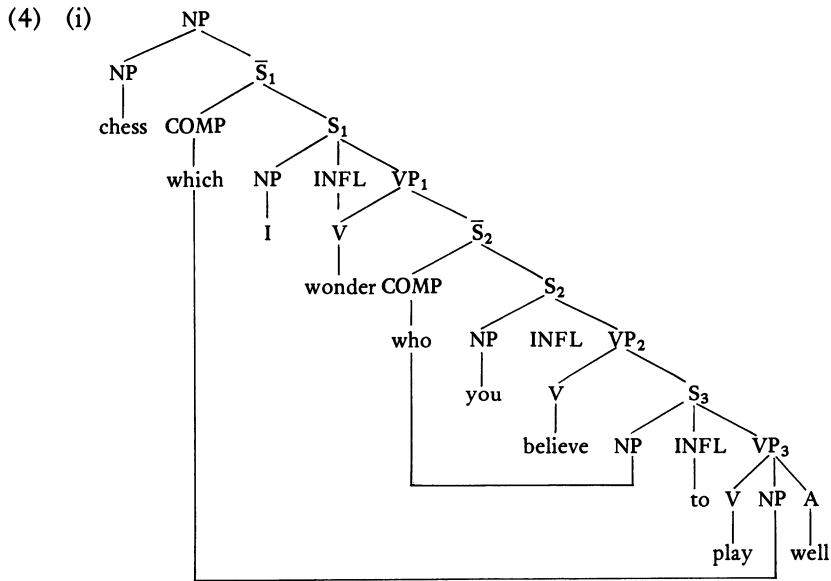 (4) (i) NP
NP S̅₁
chess COMP S₁
which NP INFL VP₁
I V S̅₂
wonder COMP S₂
who NP INFL VP₂
you V S₃
believe NP INFL VP₃
to V NP A
play well